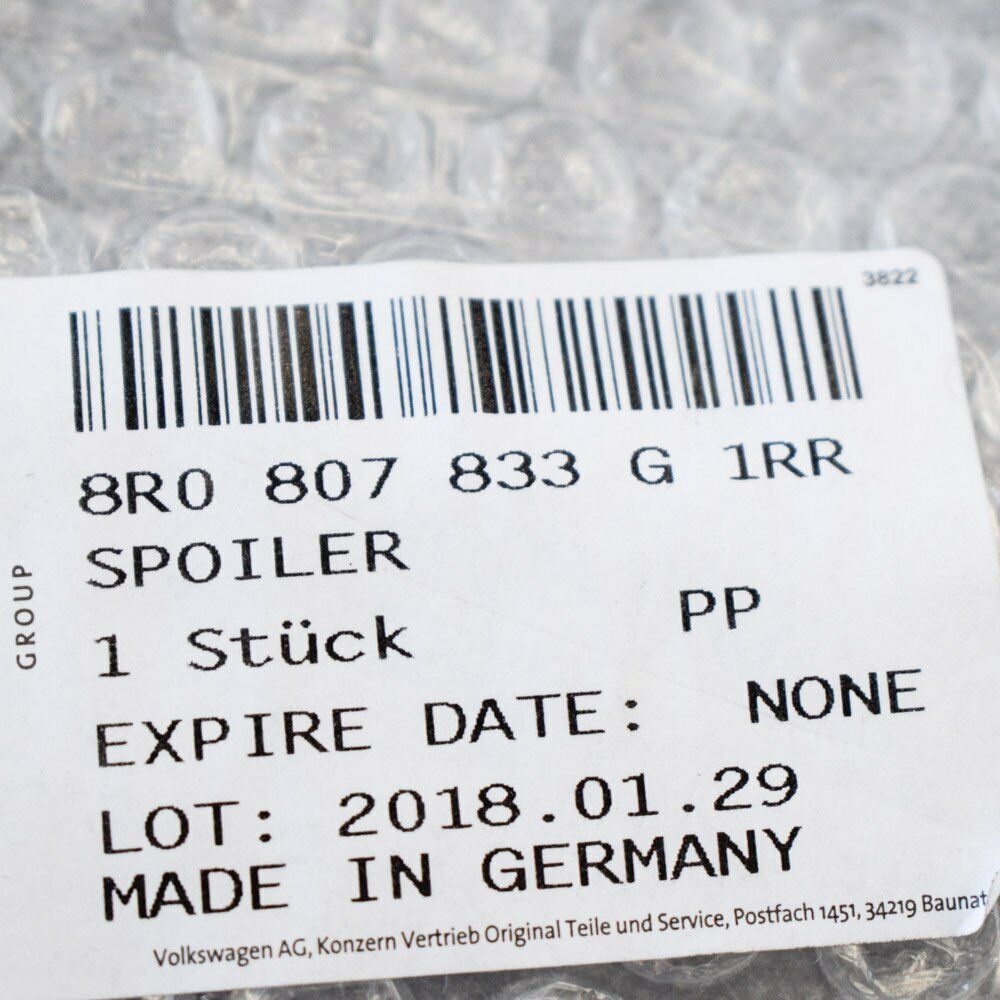 3822
8R0 807 833 G 1RR
SPOILER
1 Stück PP
EXPIRE DATE: NONE
LOT: 2018.01.29
MADE IN GERMANY
Volkswagen AG, Konzern Vertrieb Original Teile und Service, Postfach 1451, 34219 Baunat
GROUP